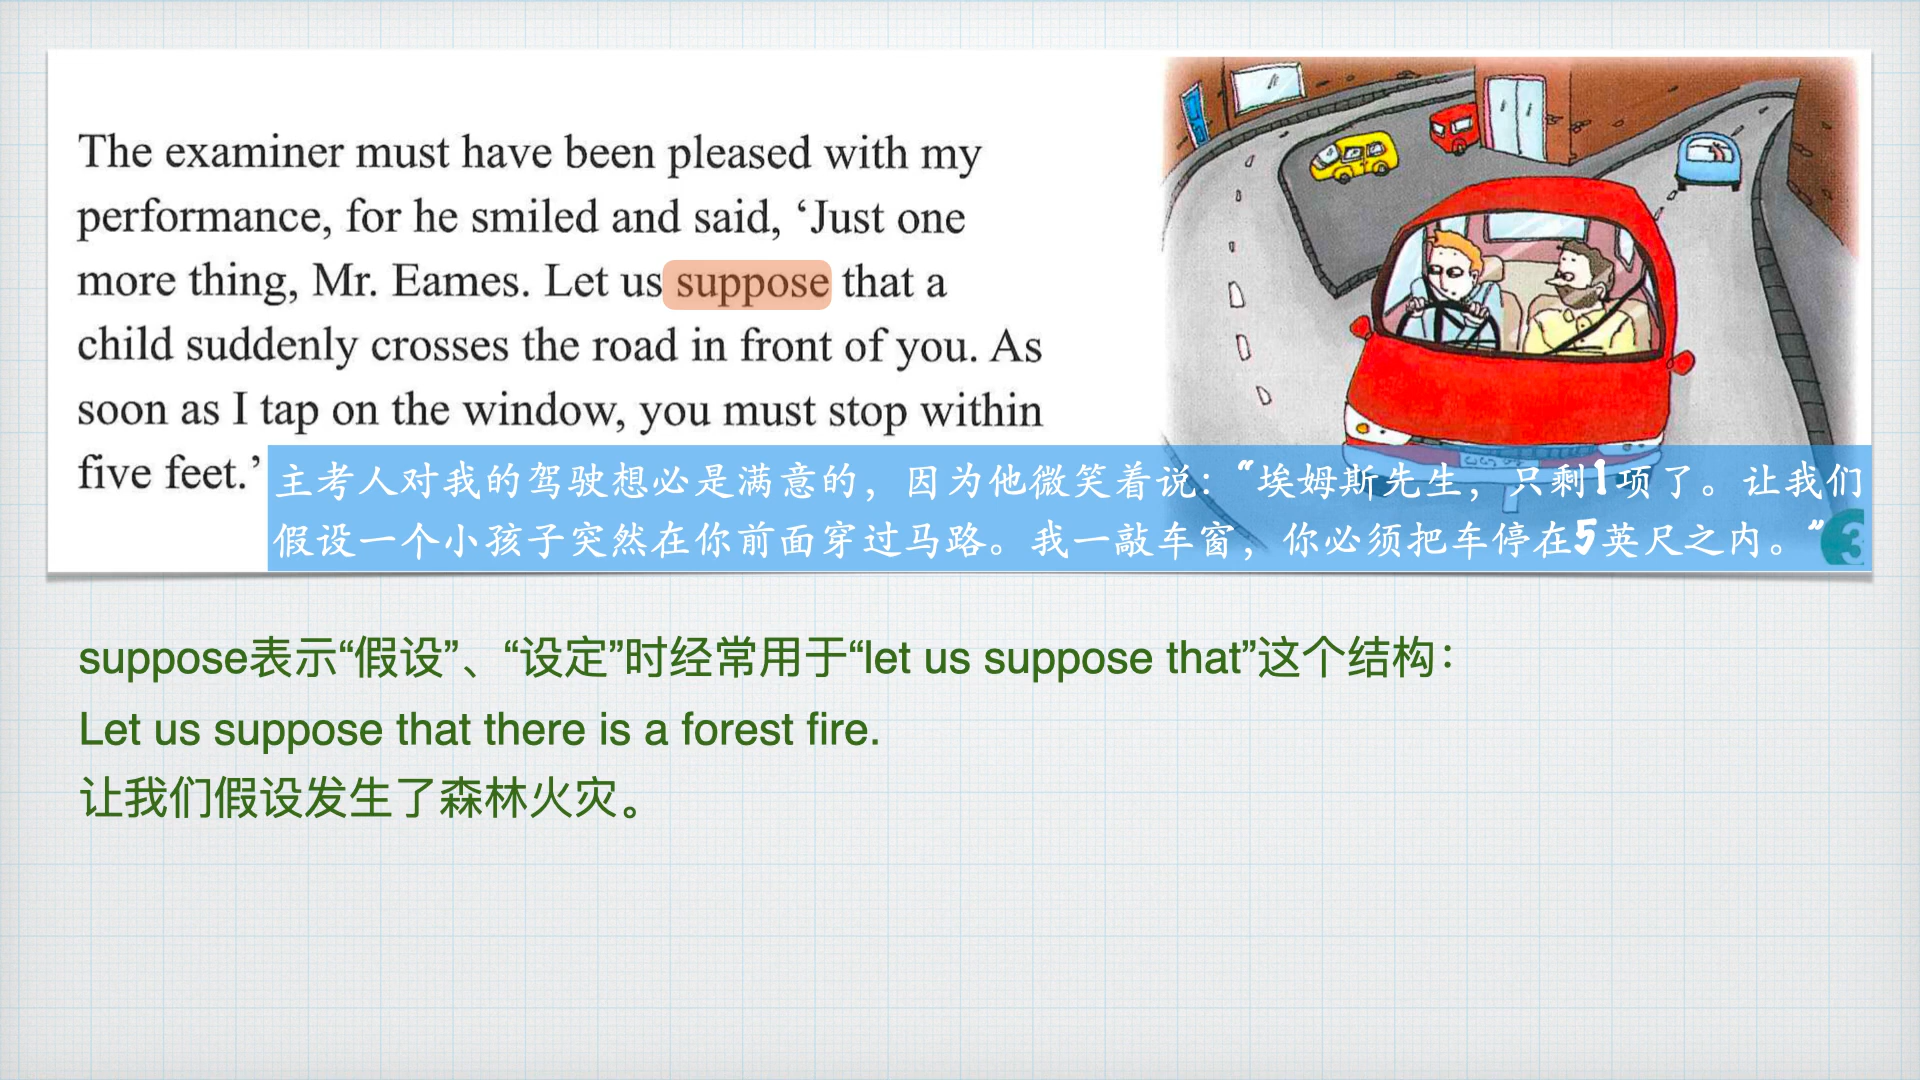 The examiner must have been pleased with my
performance, for he smiled and said, ‘Just one
more thing, Mr. Eames. Let us suppose that a
child suddenly crosses the road in front of you. As
soon as I tap on the window, you must stop within
five feet.’
主考人对我的驾驶想必是满意的，因为他微笑着说：“埃姆斯先生，只剩1项了。让我们
假设一个小孩子突然在你前面穿过马路。我一敲车窗，你必须把车停在5英尺之内。”
3
suppose表示“假设”、“设定”时经常用于“let us suppose that”这个结构：
Let us suppose that there is a forest fire.
让我们假设发生了森林火灾。